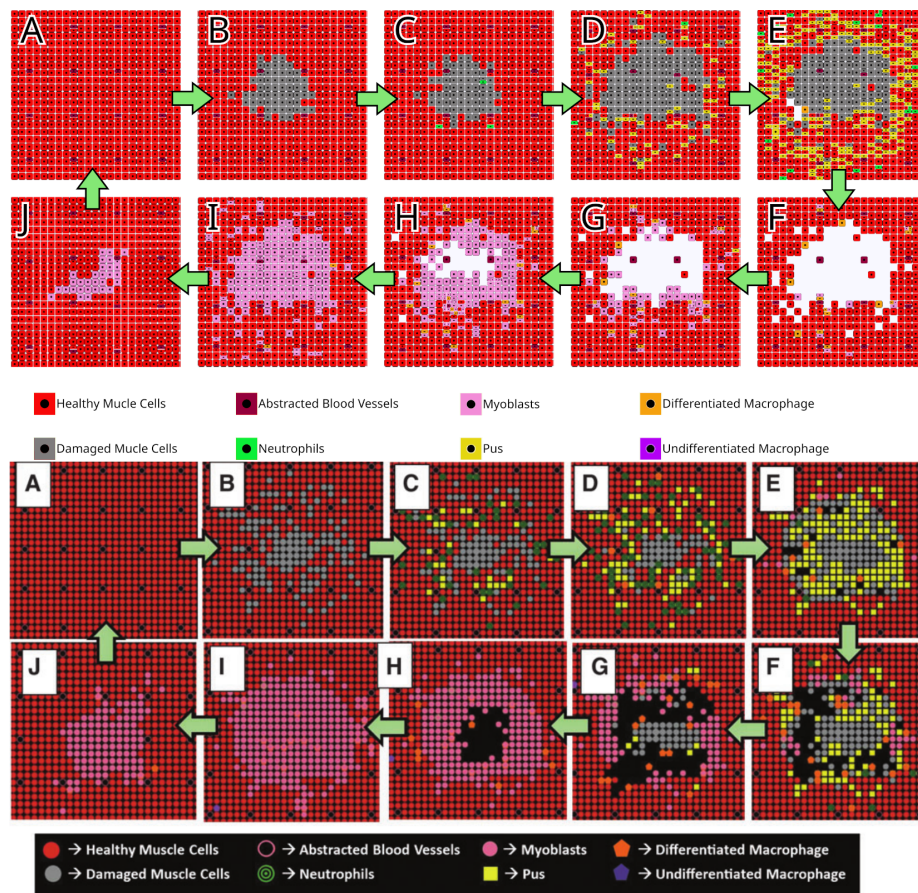 A B C D E
J I H G F
Healthy Mucle Cells Abstracted Blood Vessels Myoblasts Differentiated Macrophage
Damaged Mucle Cells Neutrophils Pus Undifferentiated Macrophage
A B C D E
J I H G F
→ Healthy Muscle Cells → Abstracted Blood Vessels → Myoblasts → Differentiated Macrophage
→ Damaged Muscle Cells → Neutrophils → Pus → Undifferentiated Macrophage